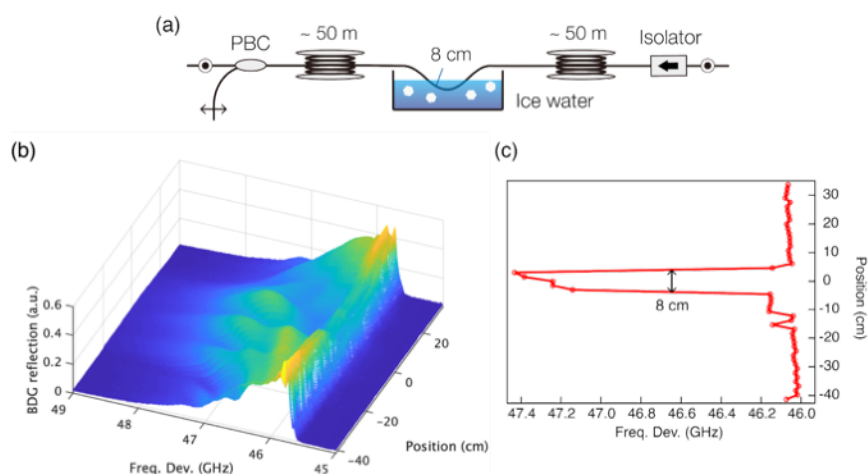 (a)
PBC
~ 50 m
8 cm
~ 50 m
Isolator
Ice water
(b)
BDG reflection (a.u.)
0.6
0.4
0.2
0
49
48
47
46
45
Freq. Dev. (GHz)
20
0
−20
−40
Position (cm)
(c)
30
20
10
0
-10
-20
-30
-40
Position (cm)
8 cm
47.4
47.2
47.0
46.8
46.6
46.4
46.2
46.0
Freq. Dev. (GHz)